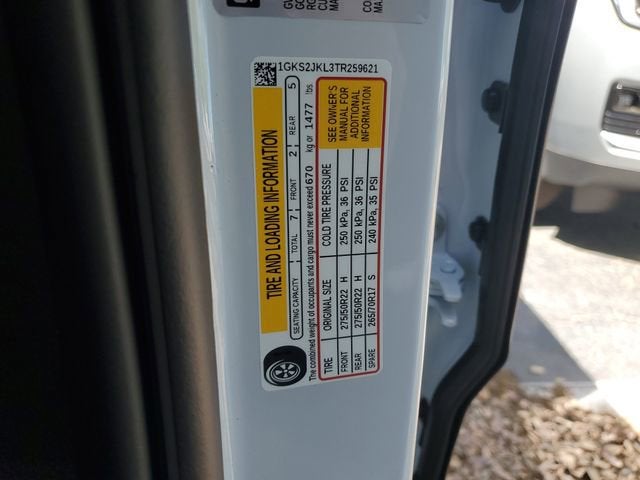 1GKS2JKL3TR259621
TIRE AND LOADING INFORMATION
SEATING CAPACITY TOTAL 7 FRONT 2 REAR 5
The combined weight of occupants and cargo must never exceed 670 kg or 1477 lbs
TIRE ORIGINAL SIZE COLD TIRE PRESSURE
FRONT 275/50R22 H 250 kPa, 36 PSI
REAR 275/50R22 H 250 kPa, 36 PSI
SPARE 265/70R17 S 240 kPa, 35 PSI
SEE OWNER'S
MANUAL FOR
ADDITIONAL
INFORMATION